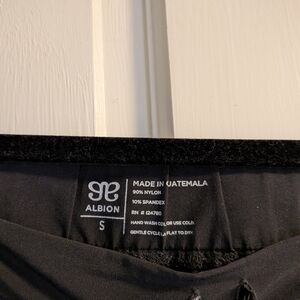 ALBION
S
MADE IN GUATEMALA
90% NYLON
10% SPANDEX
RN # 124780
HAND WASH COLD OR USE COLD
GENTLE CYCLE LAY FLAT TO DRY